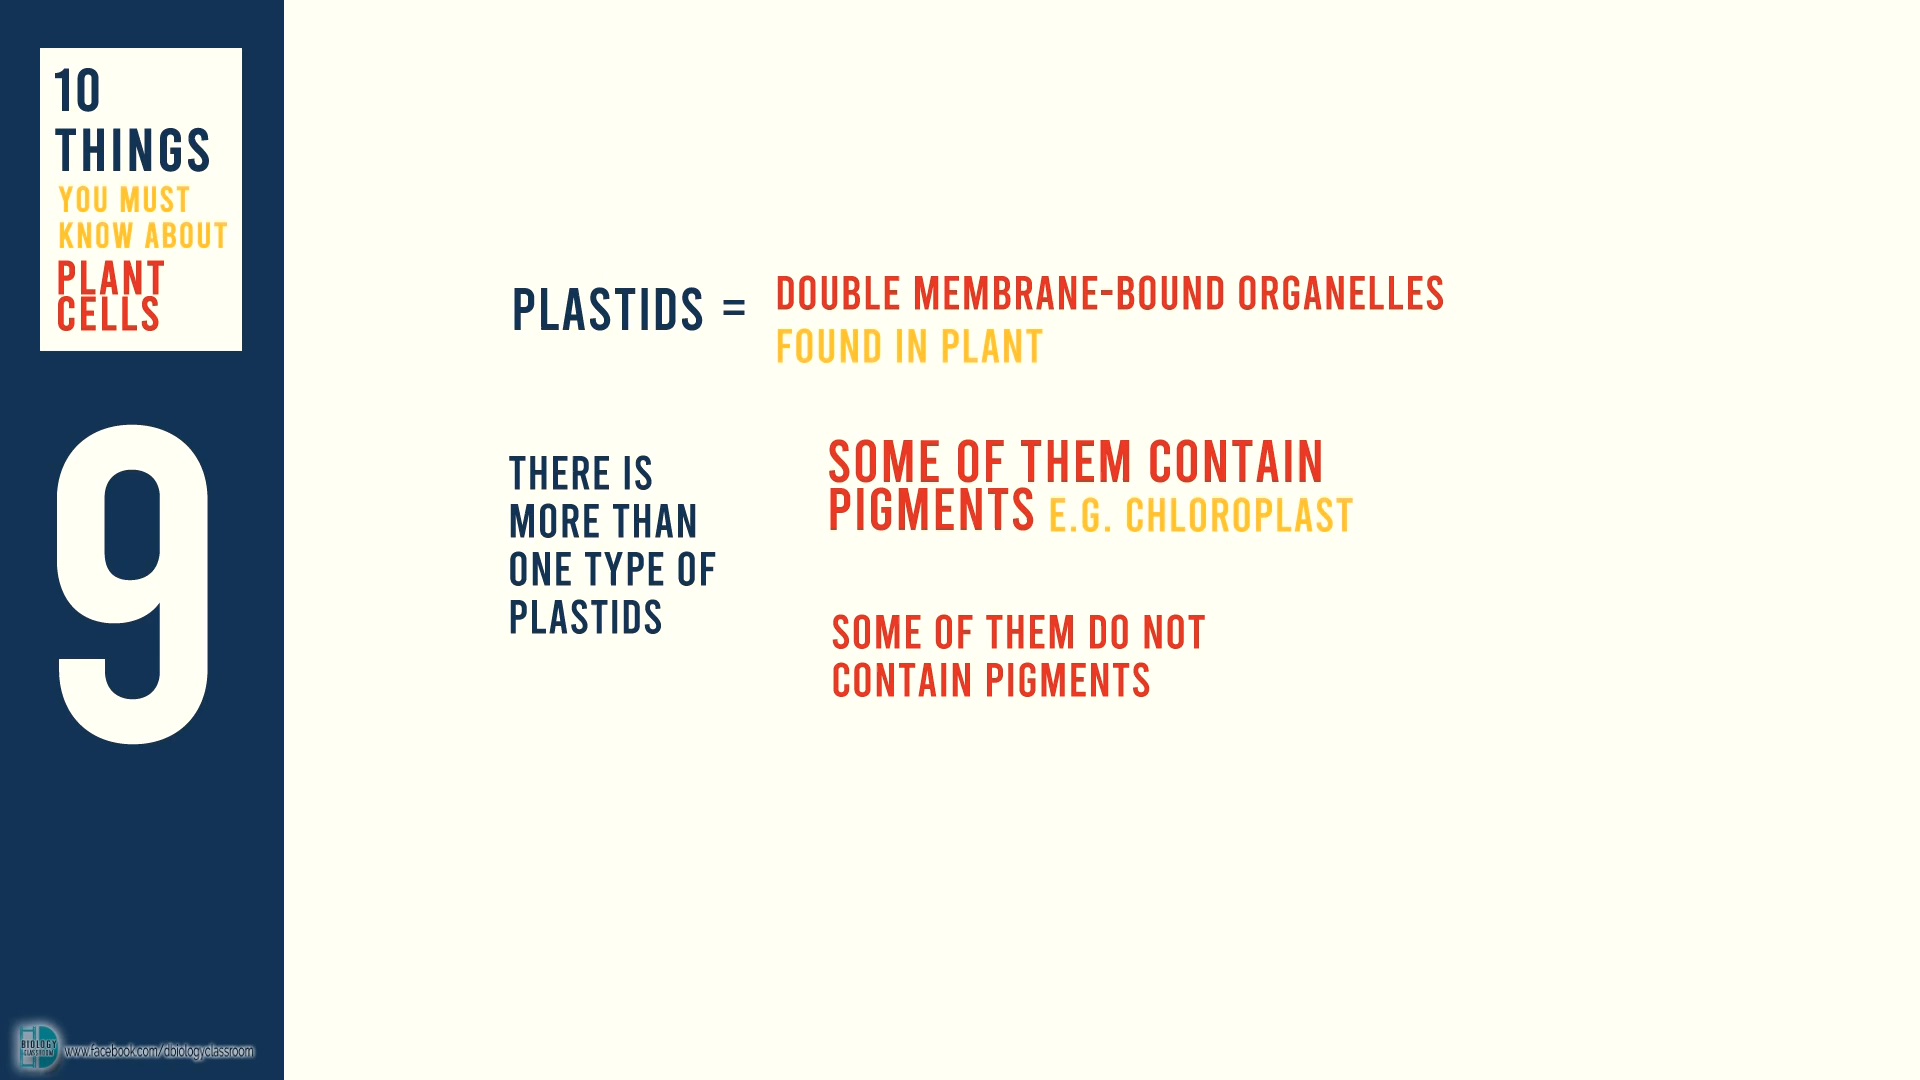 10
THINGS
YOU MUST
KNOW ABOUT
PLANT
CELLS
9
PLASTIDS =
DOUBLE MEMBRANE-BOUND ORGANELLES
FOUND IN PLANT
THERE IS
MORE THAN
ONE TYPE OF
PLASTIDS
SOME OF THEM CONTAIN
PIGMENTS E.G. CHLOROPLAST
SOME OF THEM DO NOT
CONTAIN PIGMENTS
BIOLOGY
CLASSROOM
www.facebook.com/dbiologyclassroom